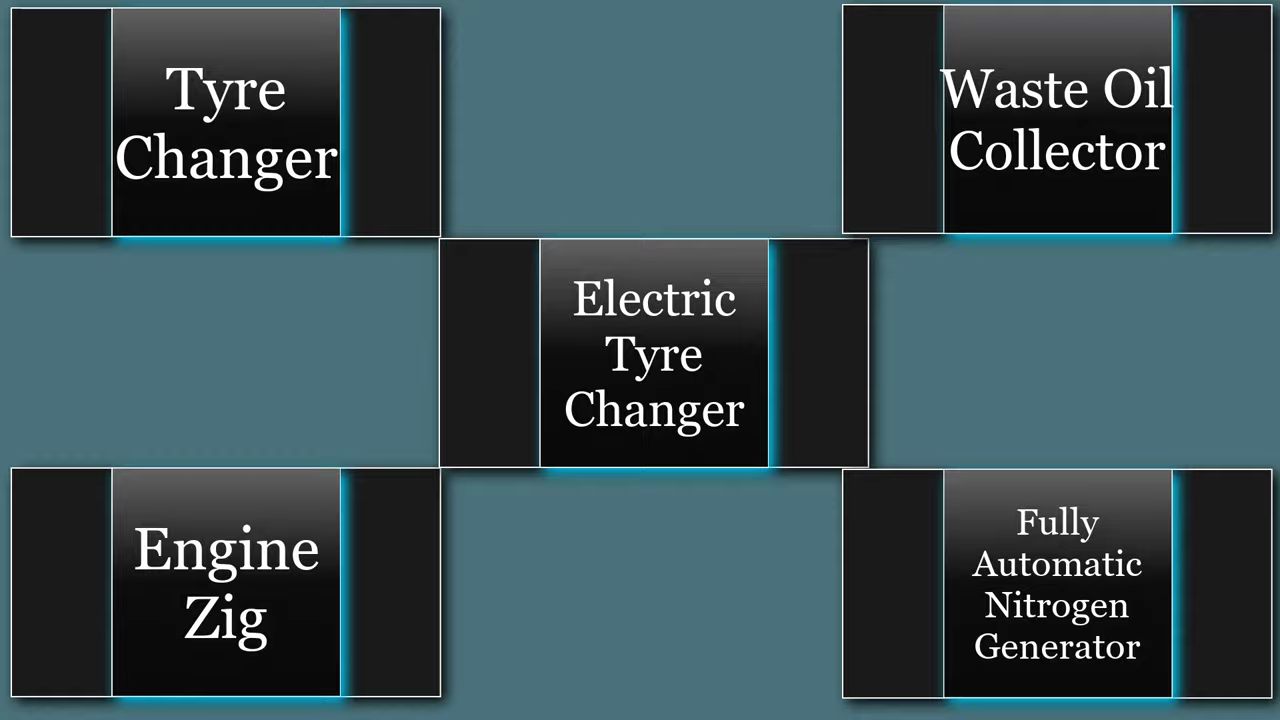 Tyre
Changer
Waste Oil
Collector
Electric
Tyre
Changer
Engine
Zig
Fully
Automatic
Nitrogen
Generator